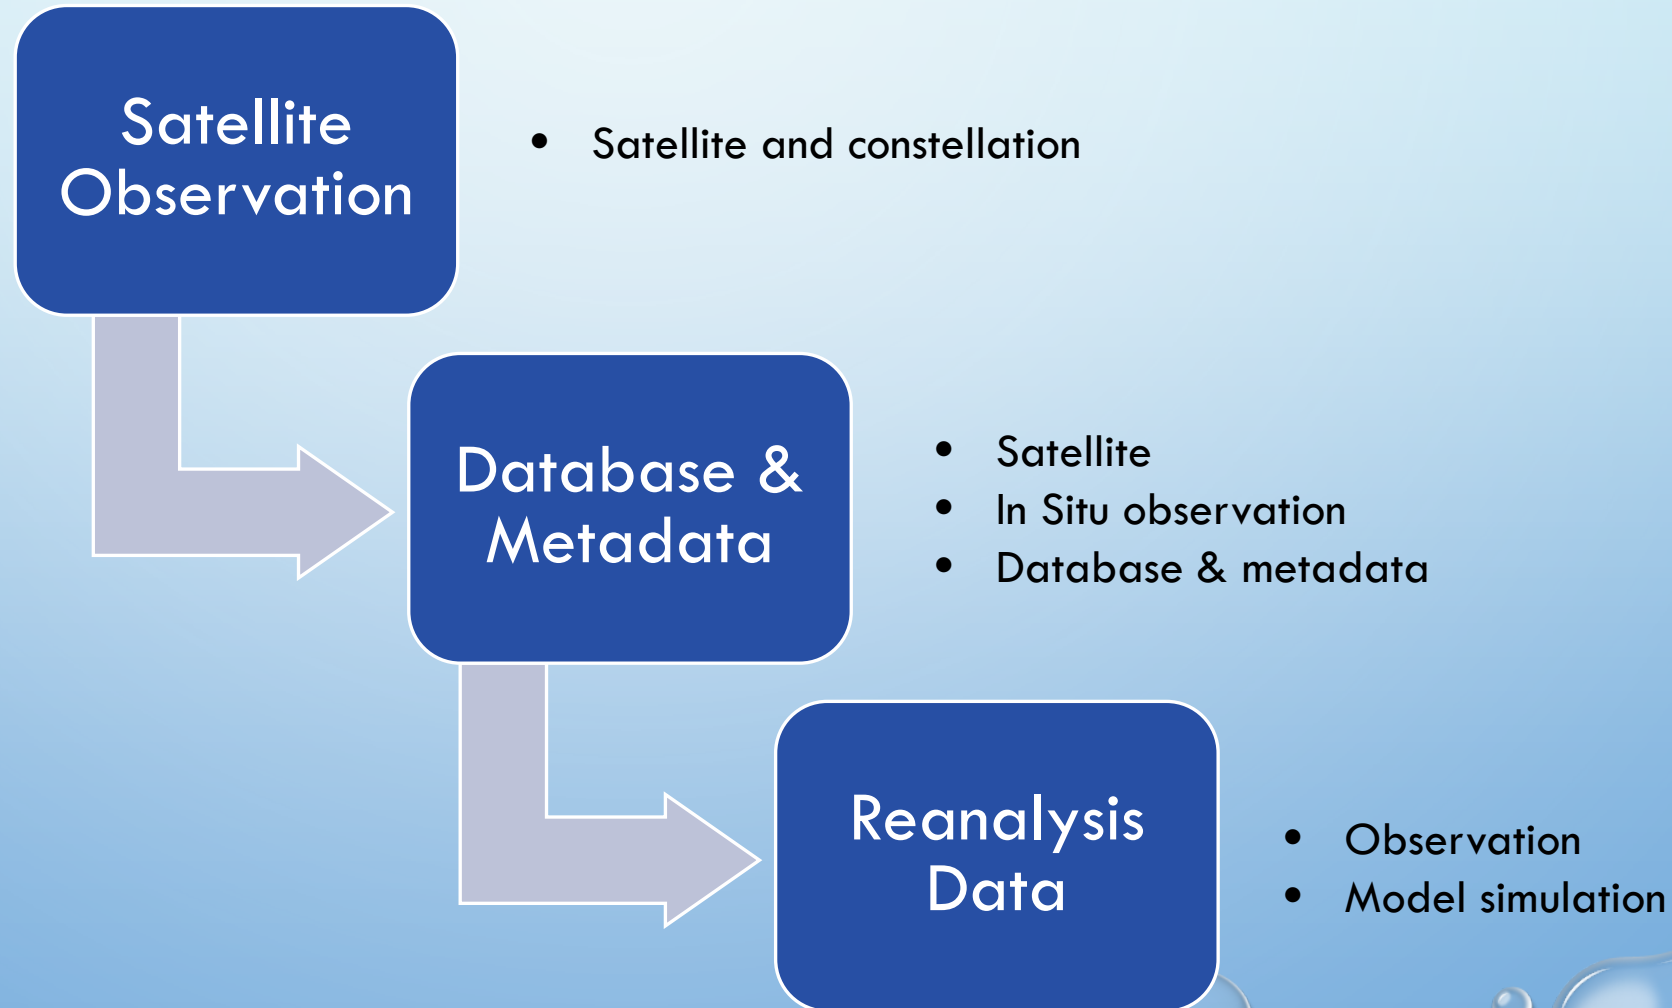 Satellite
Observation
• Satellite and constellation
Database &
Metadata
• Satellite
• In Situ observation
• Database & metadata
Reanalysis
Data
• Observation
• Model simulation